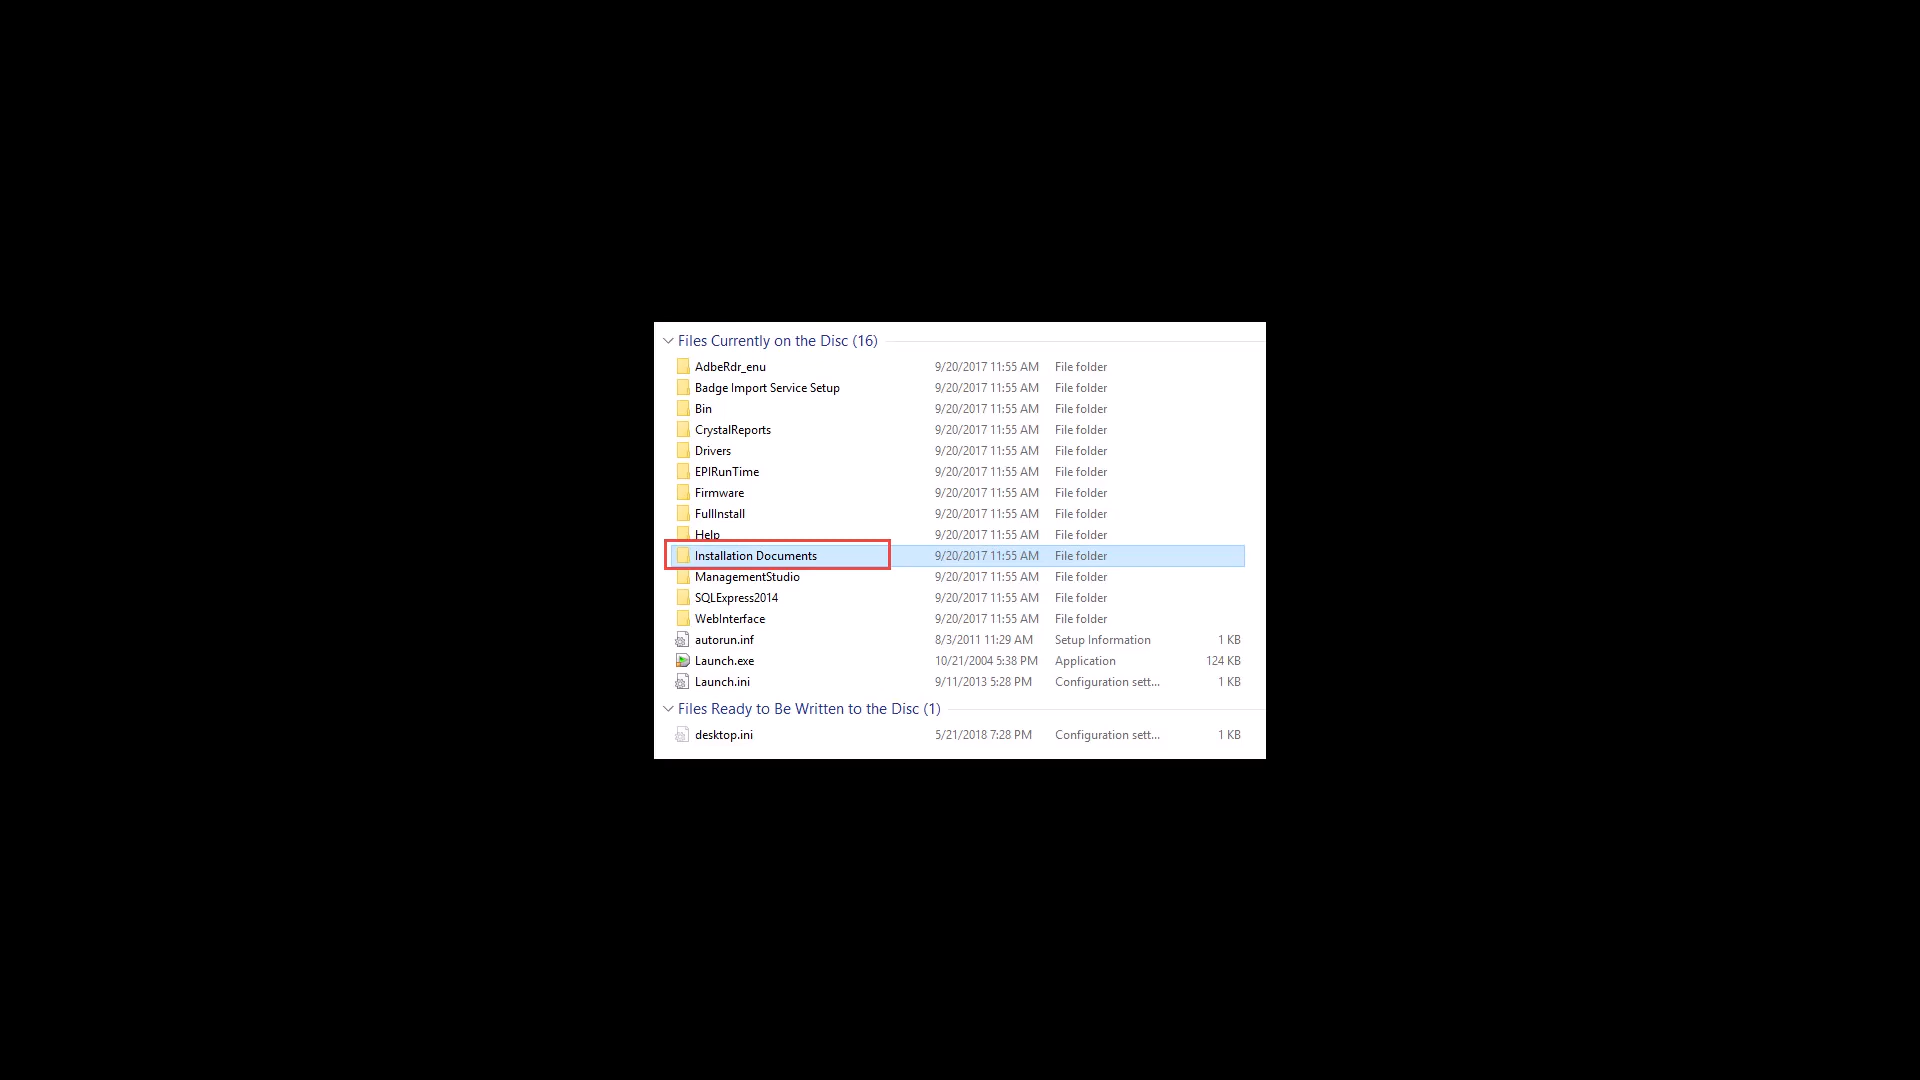 Files Currently on the Disc (16)
AdbeRdr_enu 9/20/2017 11:55 AM File folder
Badge Import Service Setup 9/20/2017 11:55 AM File folder
Bin 9/20/2017 11:55 AM File folder
CrystalReports 9/20/2017 11:55 AM File folder
Drivers 9/20/2017 11:55 AM File folder
EPIRunTime 9/20/2017 11:55 AM File folder
Firmware 9/20/2017 11:55 AM File folder
FullInstall 9/20/2017 11:55 AM File folder
Help 9/20/2017 11:55 AM File folder
Installation Documents 9/20/2017 11:55 AM File folder
ManagementStudio 9/20/2017 11:55 AM File folder
SQLExpress2014 9/20/2017 11:55 AM File folder
WebInterface 9/20/2017 11:55 AM File folder
autorun.inf 8/3/2011 11:29 AM Setup Information 1 KB
Launch.exe 10/21/2004 5:38 PM Application 124 KB
Launch.ini 9/11/2013 5:28 PM Configuration sett... 1 KB
Files Ready to Be Written to the Disc (1)
desktop.ini 5/21/2018 7:28 PM Configuration sett... 1 KB